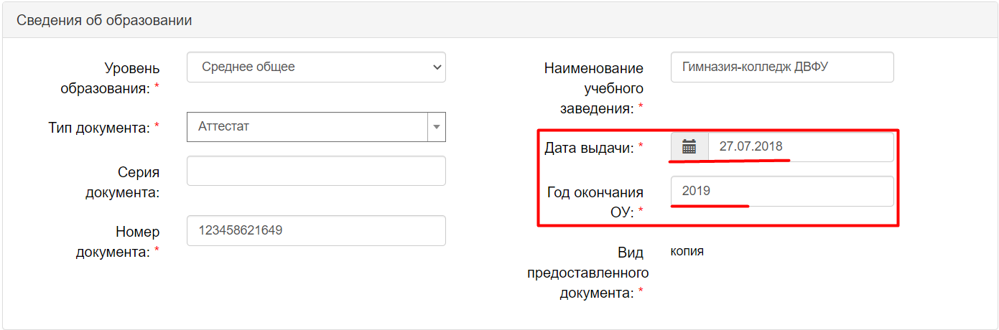 Сведения об образовании
Уровень
образования: *
Среднее общее
Тип документа: *
Аттестат
Серия
документа:
Номер
документа: *
123458621649
Наименование
учебного
заведения: *
Гимназия-колледж ДВФУ
Дата выдачи: *
27.07.2018
Год окончания
ОУ: *
2019
Вид
предоставленного
документа: *
копия